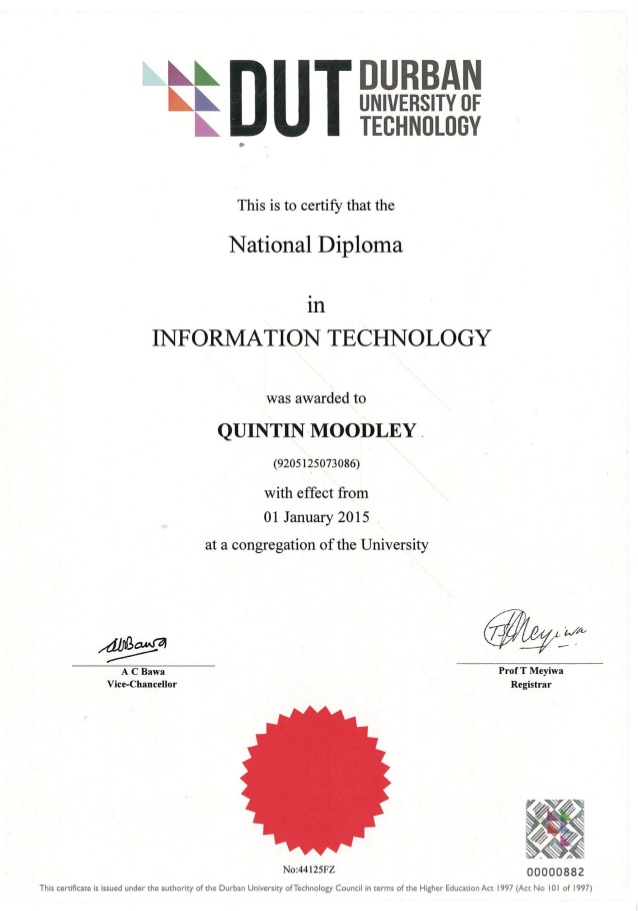 DUT DURBAN
UNIVERSITY OF
TECHNOLOGY
This is to certify that the
National Diploma
in
INFORMATION TECHNOLOGY
was awarded to
QUINTIN MOODLEY
(9205125073086)
with effect from
01 January 2015
at a congregation of the University
A C Bawa
Vice-Chancellor
Prof T Meyiwa
Registrar
No:44125FZ
00000882
This certificate is issued under the authority of the Durban University of Technology Council in terms of the Higher Education Act 1997 (Act No 101 of 1997)